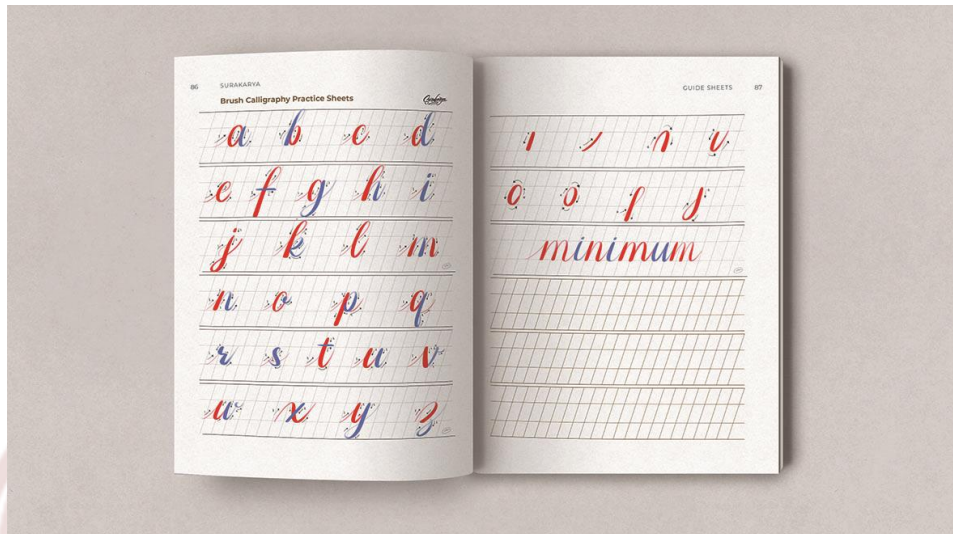 86 SURAKARYA
Brush Calligraphy Practice Sheets
a b c d
e f g h i
j k l m
n o p q
r s t u v
w x y z
GUIDE SHEETS 87
minimum